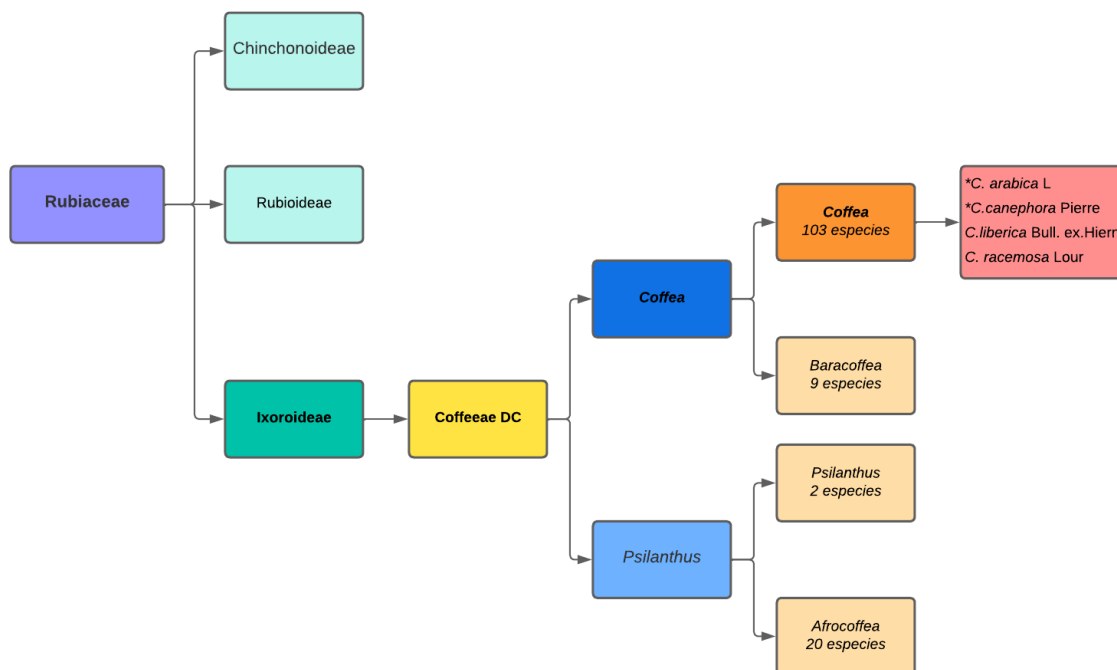 Chinchonoideae
Rubiaceae
Rubioideae
Ixoroideae
Coffeeae DC
Coffea
Psilanthus
Coffea
103 especies
Baracoffea
9 especies
Psilanthus
2 especies
Afrocoffea
20 especies
*C. arabica L
*C.canephora Pierre
C.liberica Bull. ex.Hiern
C. racemosa Lour